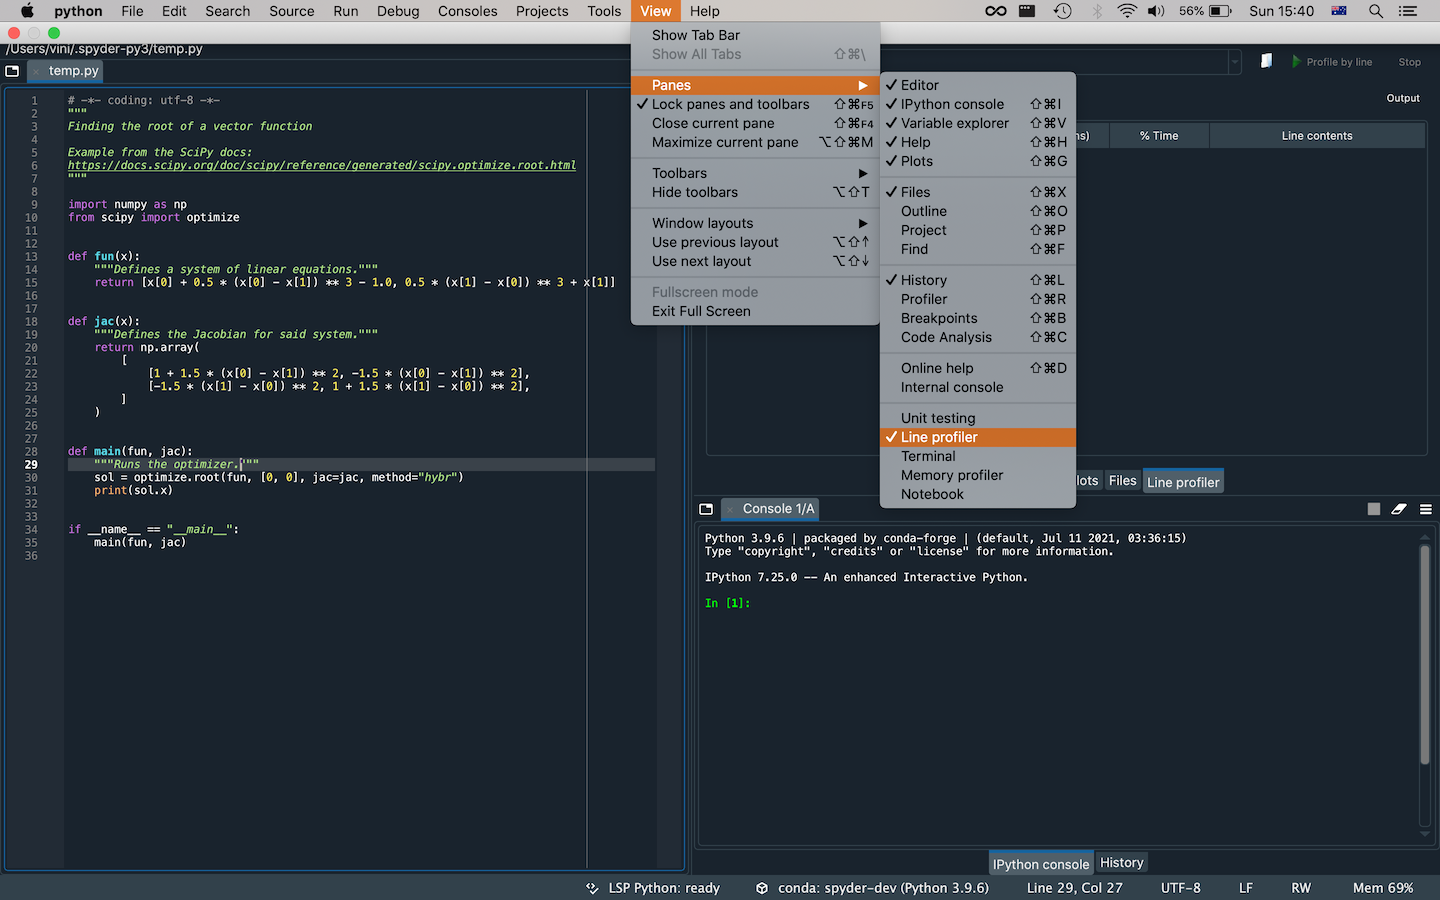 python File Edit Search Source Run Debug Consoles Projects Tools View Help 56% Sun 15:40
/Users/vini/.spyder-py3/temp.py
temp.py
1 # -*- coding: utf-8 -*-
2 """
3 Finding the root of a vector function
4
5 Example from the SciPy docs:
6 https://docs.scipy.org/doc/scipy/reference/generated/scipy.optimize.root.html
7 """
8
9 import numpy as np
10 from scipy import optimize
11
12
13 def fun(x):
14 """Defines a system of linear equations."""
15 return [x[0] + 0.5 * (x[0] - x[1]) ** 3 - 1.0, 0.5 * (x[1] - x[0]) ** 3 + x[1]]
16
17
18 def jac(x):
19 """Defines the Jacobian for said system."""
20 return np.array(
21 [
22 [1 + 1.5 * (x[0] - x[1]) ** 2, -1.5 * (x[0] - x[1]) ** 2],
23 [-1.5 * (x[1] - x[0]) ** 2, 1 + 1.5 * (x[1] - x[0]) ** 2],
24 ]
25 )
26
27
28 def main(fun, jac):
29 """Runs the optimizer."""
30 sol = optimize.root(fun, [0, 0], jac=jac, method="hybr")
31 print(sol.x)
32
33
34 if __name__ == "__main__":
35 main(fun, jac)
36
Show Tab Bar
Show All Tabs ⇧⌘\
Panes
✓ Lock panes and toolbars ⇧⌘F5
Close current pane ⇧⌘F4
Maximize current pane ⌥⇧⌘M
Toolbars
Hide toolbars ⌥⇧T
Window layouts
Use previous layout ⌥⇧↑
Use next layout ⌥⇧↓
Fullscreen mode
Exit Full Screen
✓ Editor
✓ IPython console ⇧⌘I
✓ Variable explorer ⇧⌘V
✓ Help ⇧⌘H
✓ Plots ⇧⌘G
✓ Files ⇧⌘X
Outline ⇧⌘O
Project ⇧⌘P
Find ⇧⌘F
✓ History ⇧⌘L
Profiler ⇧⌘R
Breakpoints ⇧⌘B
Code Analysis ⇧⌘C
Online help ⇧⌘D
Internal console
Unit testing
✓ Line profiler
Terminal
Memory profiler
Notebook
Profile by line Stop
Output
ns) % Time Line contents
lots Files Line profiler
Console 1/A
Python 3.9.6 | packaged by conda-forge | (default, Jul 11 2021, 03:36:15)
Type "copyright", "credits" or "license" for more information.
IPython 7.25.0 -- An enhanced Interactive Python.
In [1]:
IPython console History
LSP Python: ready conda: spyder-dev (Python 3.9.6) Line 29, Col 27 UTF-8 LF RW Mem 69%